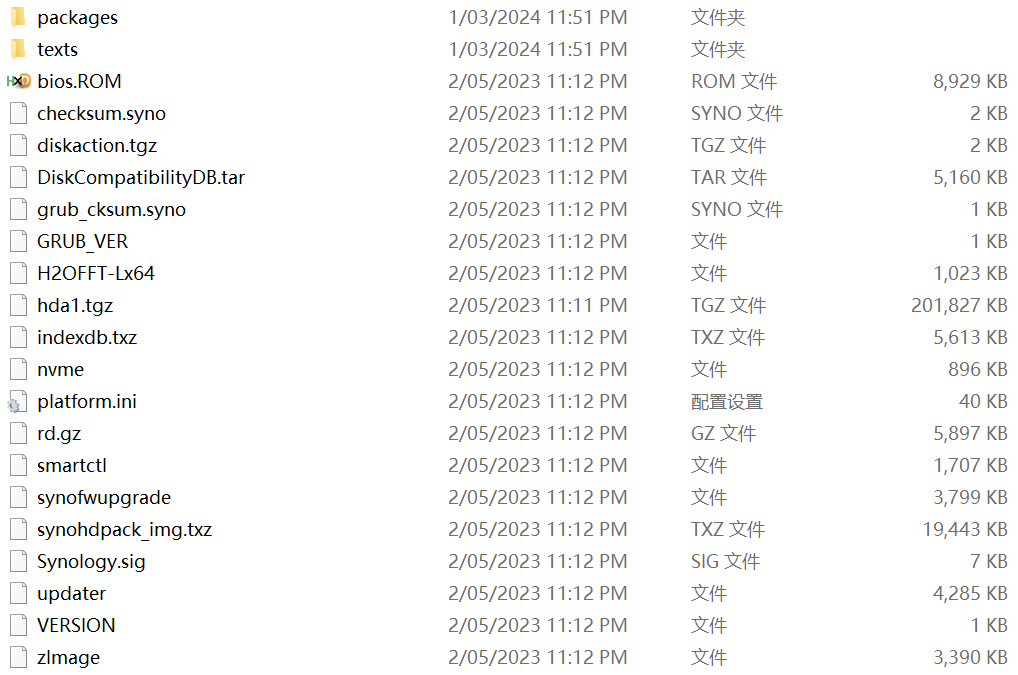 packages 1/03/2024 11:51 PM 文件夹
texts 1/03/2024 11:51 PM 文件夹
bios.ROM 2/05/2023 11:12 PM ROM 文件 8,929 KB
checksum.syno 2/05/2023 11:12 PM SYNO 文件 2 KB
diskaction.tgz 2/05/2023 11:12 PM TGZ 文件 2 KB
DiskCompatibilityDB.tar 2/05/2023 11:12 PM TAR 文件 5,160 KB
grub_cksum.syno 2/05/2023 11:12 PM SYNO 文件 1 KB
GRUB_VER 2/05/2023 11:12 PM 文件 1 KB
H2OFFT-Lx64 2/05/2023 11:12 PM 文件 1,023 KB
hda1.tgz 2/05/2023 11:11 PM TGZ 文件 201,827 KB
indexdb.txz 2/05/2023 11:12 PM TXZ 文件 5,613 KB
nvme 2/05/2023 11:12 PM 文件 896 KB
platform.ini 2/05/2023 11:12 PM 配置设置 40 KB
rd.gz 2/05/2023 11:12 PM GZ 文件 5,897 KB
smartctl 2/05/2023 11:12 PM 文件 1,707 KB
synofwupgrade 2/05/2023 11:12 PM 文件 3,799 KB
synohdpack_img.txz 2/05/2023 11:12 PM TXZ 文件 19,443 KB
Synology.sig 2/05/2023 11:12 PM SIG 文件 7 KB
updater 2/05/2023 11:12 PM 文件 4,285 KB
VERSION 2/05/2023 11:12 PM 文件 1 KB
zImage 2/05/2023 11:12 PM 文件 3,390 KB